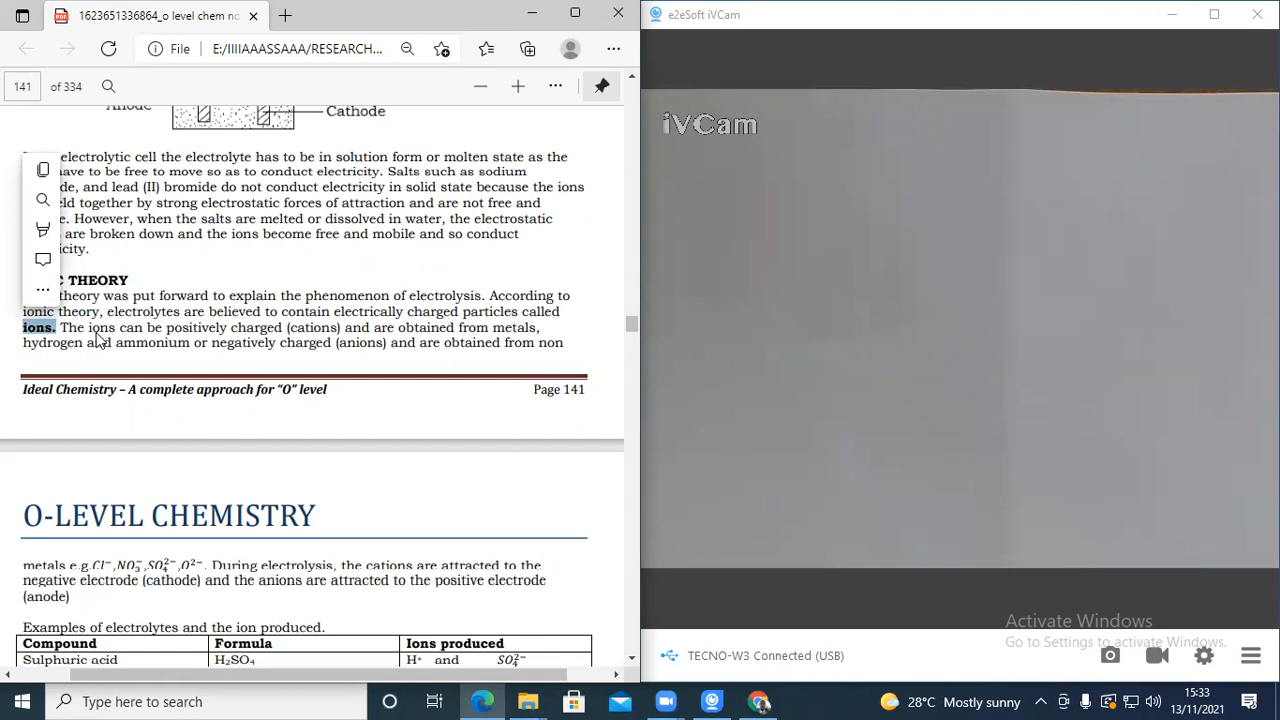 1623651336864_o level chem no
File
E:/IIIIAAASSAAA/RESEARCH...
141
of 334
Anode
Cathode
electrolytic cell the electrolyte has to be in solution form or molten state as the
have to be free to move so as to conduct electricity. Salts such as sodium
and lead (II) bromide do not conduct electricity in solid state because the ions
together by strong electrostatic forces of attraction and are not free and
However, when the salts are melted or dissolved in water, the electrostatic
are broken down and the ions become free and mobile and so conduct
THEORY
theory was put forward to explain the phenomenon of electrolysis. According to
ionic theory, electrolytes are believed to contain electrically charged particles called
ions. The ions can be positively charged (cations) and are obtained from metals,
hydrogen and ammonium or negatively charged (anions) and are obtained from non
Ideal Chemistry – A complete approach for "O" level
Page 141
O-LEVEL CHEMISTRY
metals e.g.Cl⁻,NO₃⁻,SO₄²⁻,O²⁻. During electrolysis, the cations are attracted to the
negative electrode (cathode) and the anions are attracted to the positive electrode
(anode)
Examples of electrolytes and the ion produced.
Compound Formula Ions produced
Sulphuric acid H₂SO₄ H⁺ and SO₄²⁻
e2eSoft iVCam
iVCam
Activate Windows
Go to Settings to activate Windows.
TECNO-W3 Connected (USB)
Type here to search
28°C Mostly sunny
15:33
13/11/2021